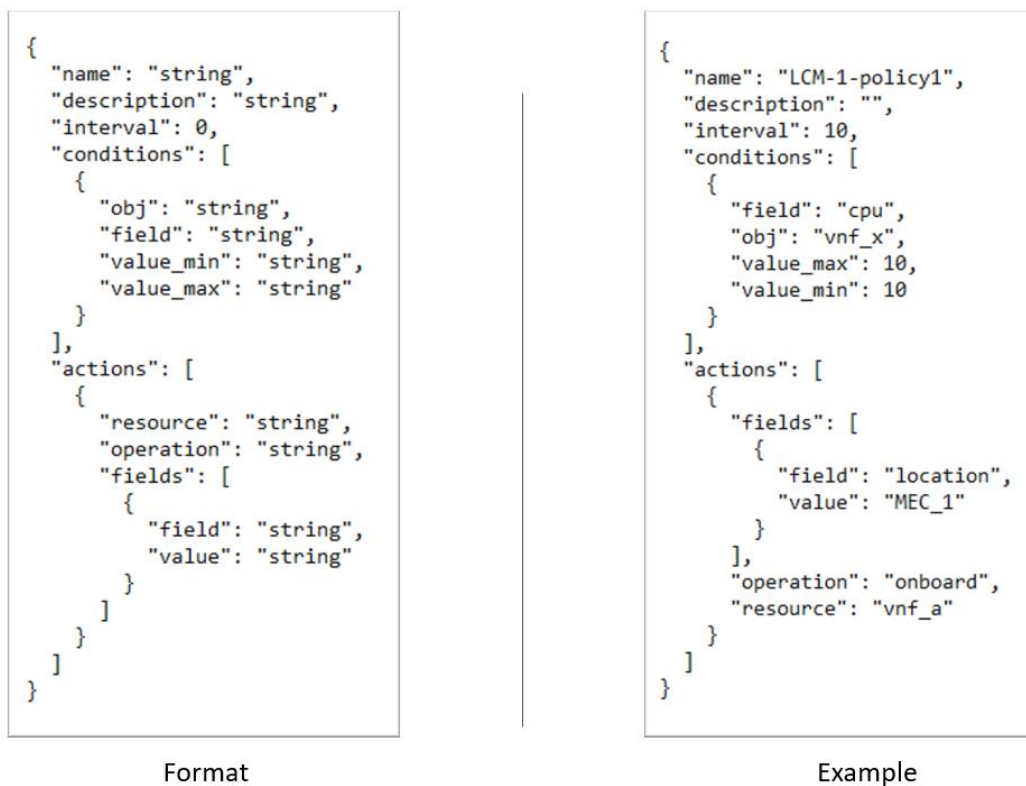 {
"name": "string",
"description": "string",
"interval": 0,
"conditions": [
{
"obj": "string",
"field": "string",
"value_min": "string",
"value_max": "string"
}
],
"actions": [
{
"resource": "string",
"operation": "string",
"fields": [
{
"field": "string",
"value": "string"
}
]
}
]
}
Format
{
"name": "LCM-1-policy1",
"description": "",
"interval": 10,
"conditions": [
{
"field": "cpu",
"obj": "vnf_x",
"value_max": 10,
"value_min": 10
}
],
"actions": [
{
"fields": [
{
"field": "location",
"value": "MEC_1"
}
],
"operation": "onboard",
"resource": "vnf_a"
}
]
}
Example